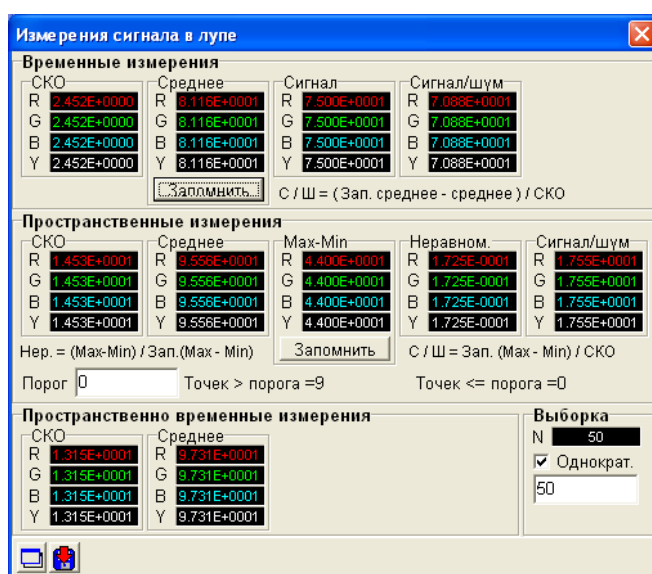 Измерения сигнала в лупе
Временные измерения
СКО Среднее Сигнал Сигнал/шум
R 2.452E+0000 R 8.116E+0001 R 7.500E+0001 R 7.088E+0001
G 2.452E+0000 G 8.116E+0001 G 7.500E+0001 G 7.088E+0001
B 2.452E+0000 B 8.116E+0001 B 7.500E+0001 B 7.088E+0001
Y 2.452E+0000 Y 8.116E+0001 Y 7.500E+0001 Y 7.088E+0001
Запомнить С / Ш = ( Зап. среднее - среднее ) / СКО
Пространственные измерения
СКО Среднее Max-Min Неравном. Сигнал/шум
R 1.453E+0001 R 9.556E+0001 R 4.400E+0001 R 1.725E-0001 R 1.755E+0001
G 1.453E+0001 G 9.556E+0001 G 4.400E+0001 G 1.725E-0001 G 1.755E+0001
B 1.453E+0001 B 9.556E+0001 B 4.400E+0001 B 1.725E-0001 B 1.755E+0001
Y 1.453E+0001 Y 9.556E+0001 Y 4.400E+0001 Y 1.725E-0001 Y 1.755E+0001
Нер. = (Max-Min) / Зап.(Max - Min) Запомнить С / Ш = Зап. (Max - Min) / СКО
Порог 0 Точек > порога =9 Точек <= порога =0
Пространственно временные измерения Выборка
СКО Среднее N 50
R 1.315E+0001 R 9.731E+0001 Однократ.
G 1.315E+0001 G 9.731E+0001 50
B 1.315E+0001 B 9.731E+0001
Y 1.315E+0001 Y 9.731E+0001